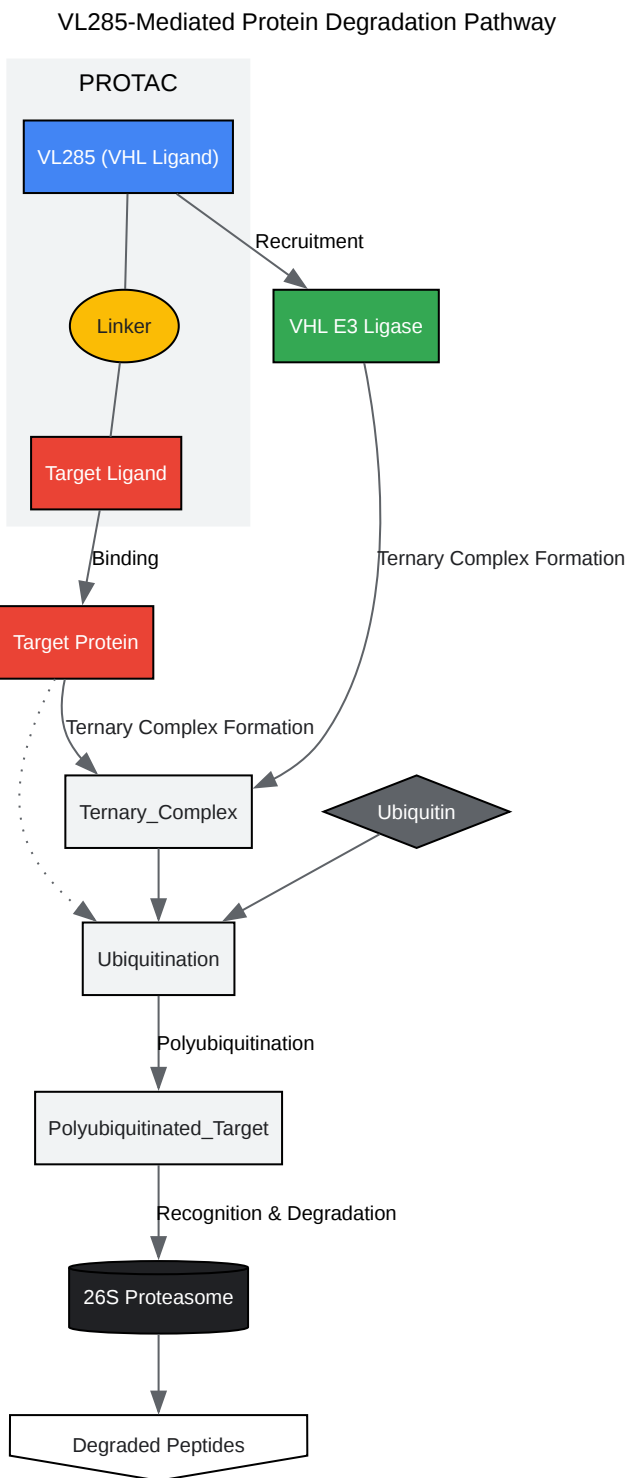 VL285-Mediated Protein Degradation Pathway
PROTAC
VL285 (VHL Ligand)
Recruitment
Linker
VHL E3 Ligase
Target Ligand
Binding
Ternary Complex Formation
Target Protein
Ternary Complex Formation
Ternary_Complex
Ubiquitin
Ubiquitination
Polyubiquitination
Polyubiquitinated_Target
Recognition & Degradation
26S Proteasome
Degraded Peptides